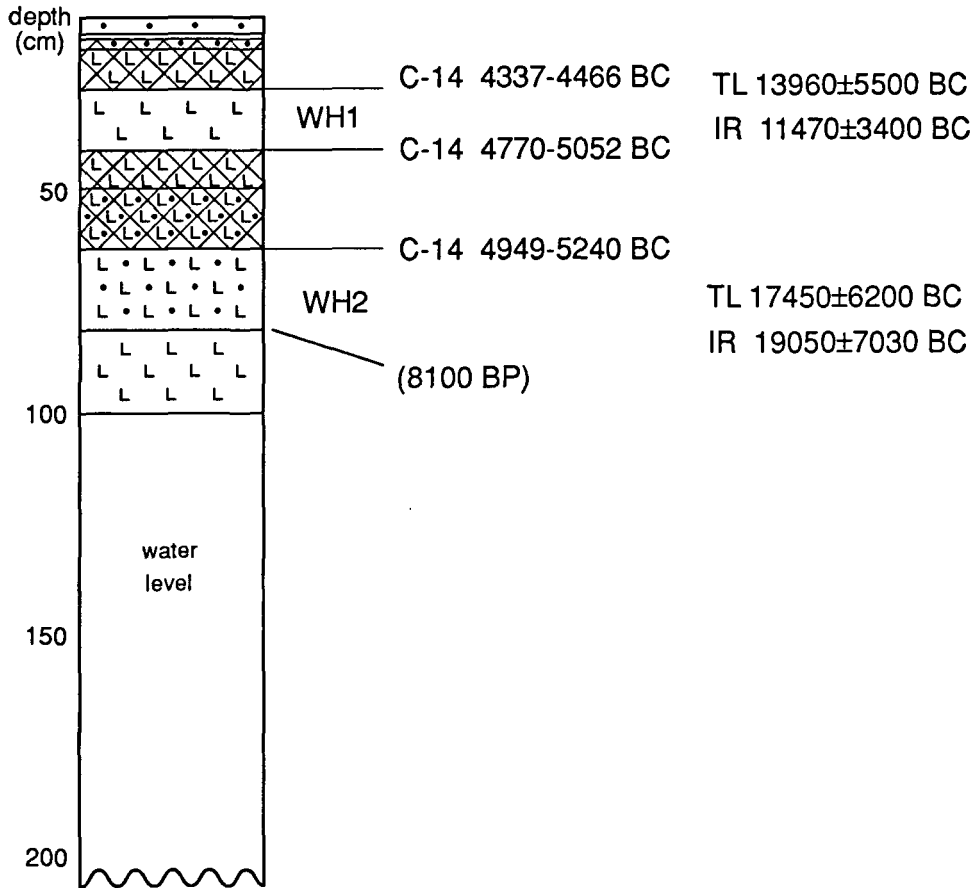 depth
(cm)
C-14 4337-4466 BC
TL 13960±5500 BC
WH1
IR 11470±3400 BC
C-14 4770-5052 BC
50
C-14 4949-5240 BC
WH2
TL 17450±6200 BC
IR 19050±7030 BC
(8100 BP)
100
water
level
150
200